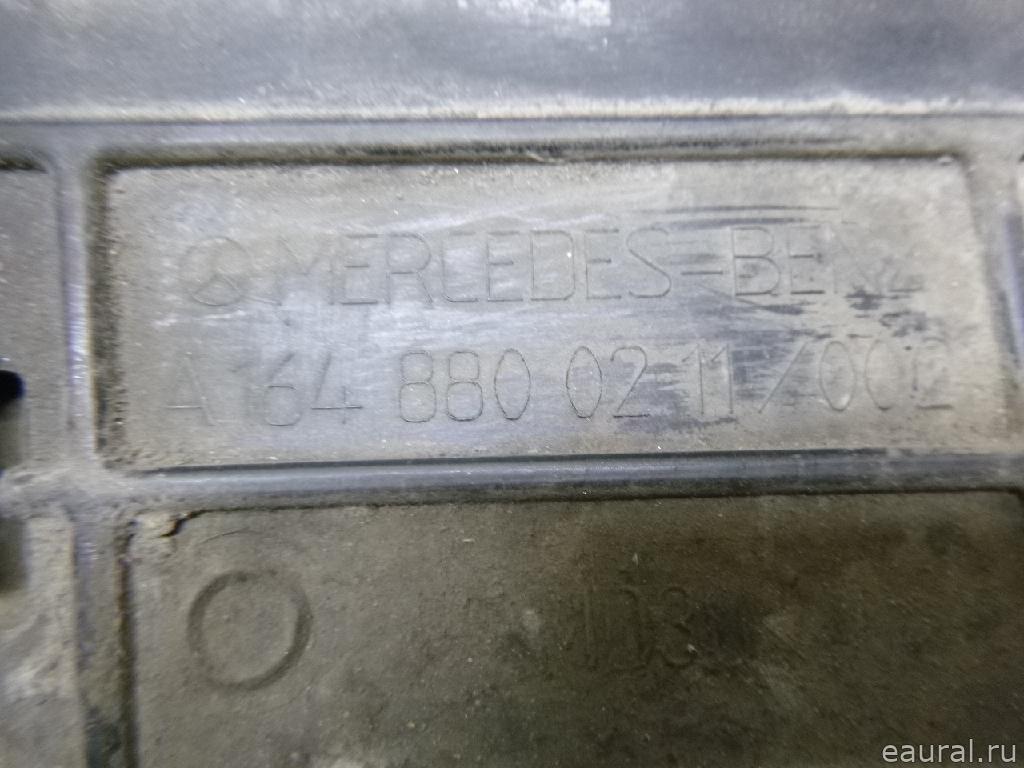 MERCEDES-BENZ
A 164 880 02 11 /002
eaural.ru